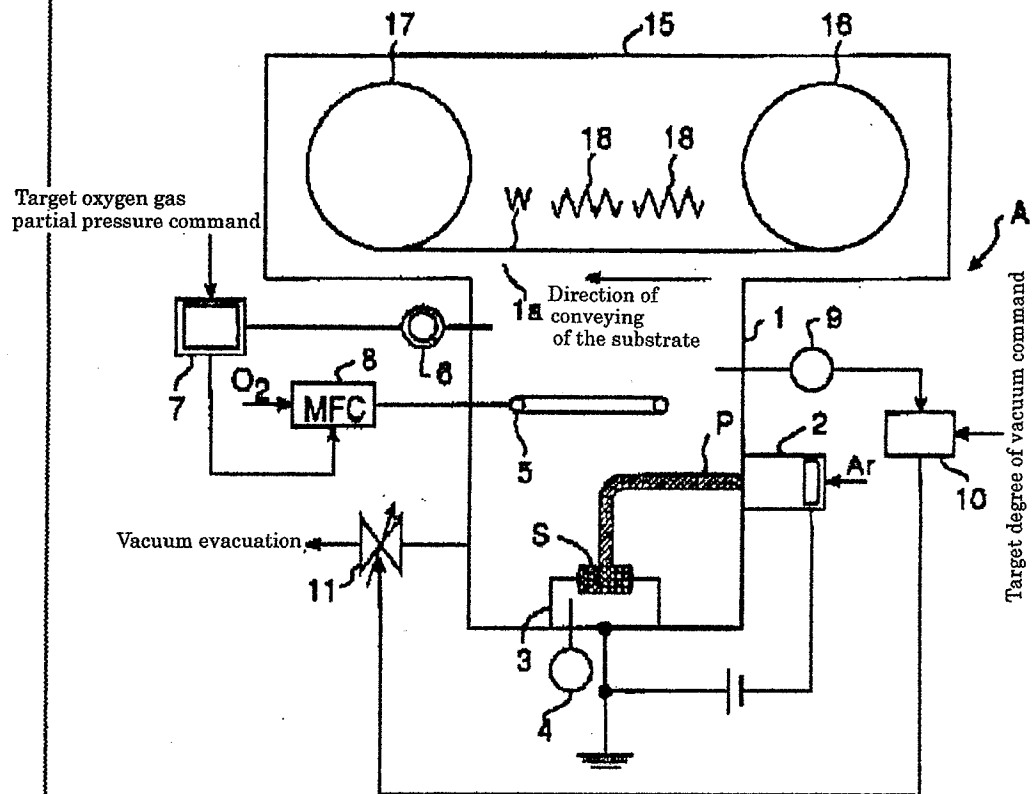 17
15
16
18
18
W
A
Target oxygen gas
partial pressure command
1a
Direction of
conveying
of the substrate
1
9
7
6
8
O2
MFC
5
P
2
Ar
10
Target degree of vacuum command
Vacuum evacuation
11
S
3
4